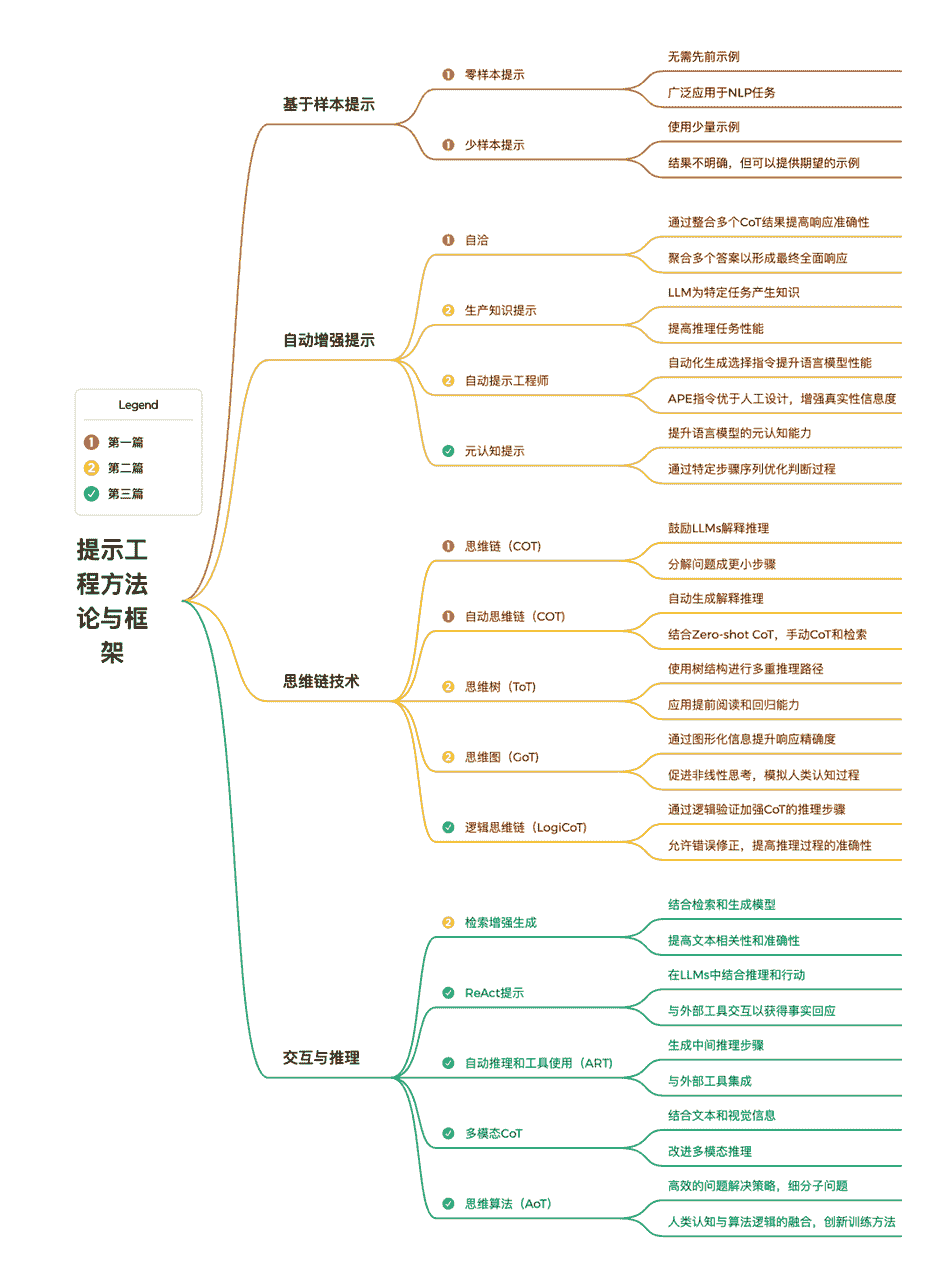 Legend
1 第一篇
2 第二篇
第三篇
提示工
程方法
论与框
架
基于样本提示
1 零样本提示
无需先前示例
广泛应用于NLP任务
1 少样本提示
使用少量示例
结果不明确，但可以提供期望的示例
自动增强提示
1 自洽
通过整合多个CoT结果提高响应准确性
聚合多个答案以形成最终全面响应
2 生产知识提示
LLM为特定任务产生知识
提高推理任务性能
2 自动提示工程师
自动化生成选择指令提升语言模型性能
APE指令优于人工设计，增强真实性信息度
元认知提示
提升语言模型的元认知能力
通过特定步骤序列优化判断过程
思维链技术
1 思维链（COT）
鼓励LLMs解释推理
分解问题成更小步骤
1 自动思维链（COT）
自动生成解释推理
结合Zero-shot CoT，手动CoT和检索
2 思维树（ToT）
使用树结构进行多重推理路径
应用提前阅读和回归能力
2 思维图（GoT）
通过图形化信息提升响应精确度
促进非线性思考，模拟人类认知过程
逻辑思维链（LogiCoT）
通过逻辑验证加强CoT的推理步骤
允许错误修正，提高推理过程的准确性
交互与推理
2 检索增强生成
结合检索和生成模型
提高文本相关性和准确性
ReAct提示
在LLMs中结合推理和行动
与外部工具交互以获得事实回应
自动推理和工具使用（ART）
生成中间推理步骤
与外部工具集成
多模态CoT
结合文本和视觉信息
改进多模态推理
思维算法（AoT）
高效的问题解决策略，细分子问题
人类认知与算法逻辑的融合，创新训练方法